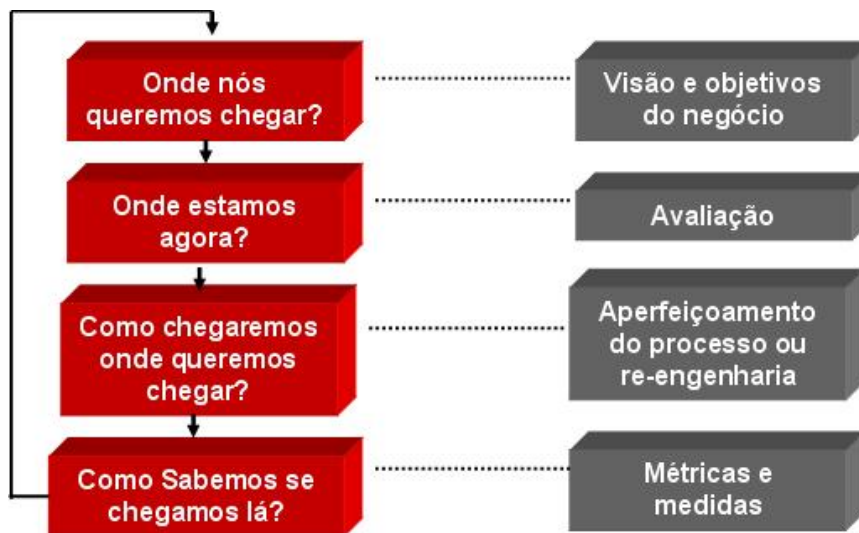 Onde nós
queremos chegar?
Visão e objetivos
do negócio
Onde estamos
agora?
Avaliação
Como chegaremos
onde queremos
chegar?
Aperfeiçoamento
do processo ou
re-engenharia
Como Sabemos se
chegamos lá?
Métricas e
medidas